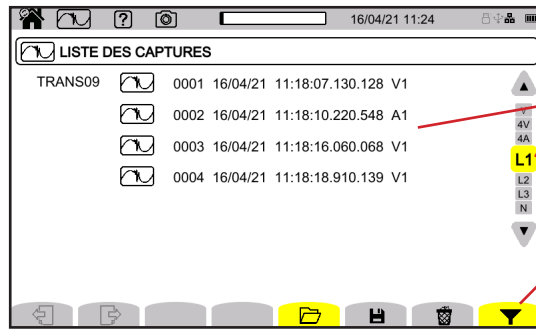 ? 16/04/21 11:24
LISTE DES CAPTURES
TRANS09 0001 16/04/21 11:18:07.130.128 V1
0002 16/04/21 11:18:10.220.548 A1
0003 16/04/21 11:18:16.060.068 V1
0004 16/04/21 11:18:18.910.139 V1
4V
4A
L1
L2
L3
N